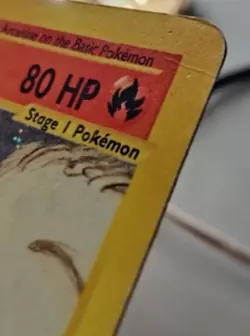 Arcanine on the Basic Pokémon
80 HP
Stage 1 Pokémon